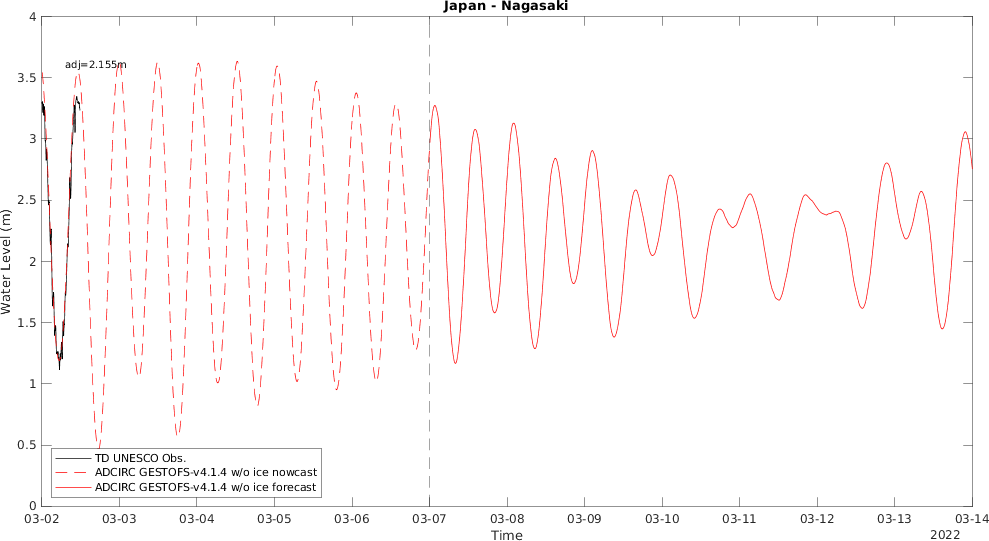 Japan - Nagasaki
4
3.5
3
2.5
2
1.5
1
0.5
0
Water Level (m)
adj=2.155m
TD UNESCO Obs.
ADCIRC GESTOFS-v4.1.4 w/o ice nowcast
ADCIRC GESTOFS-v4.1.4 w/o ice forecast
03-02 03-03 03-04 03-05 03-06 03-07 03-08 03-09 03-10 03-11 03-12 03-13 03-14
Time
2022